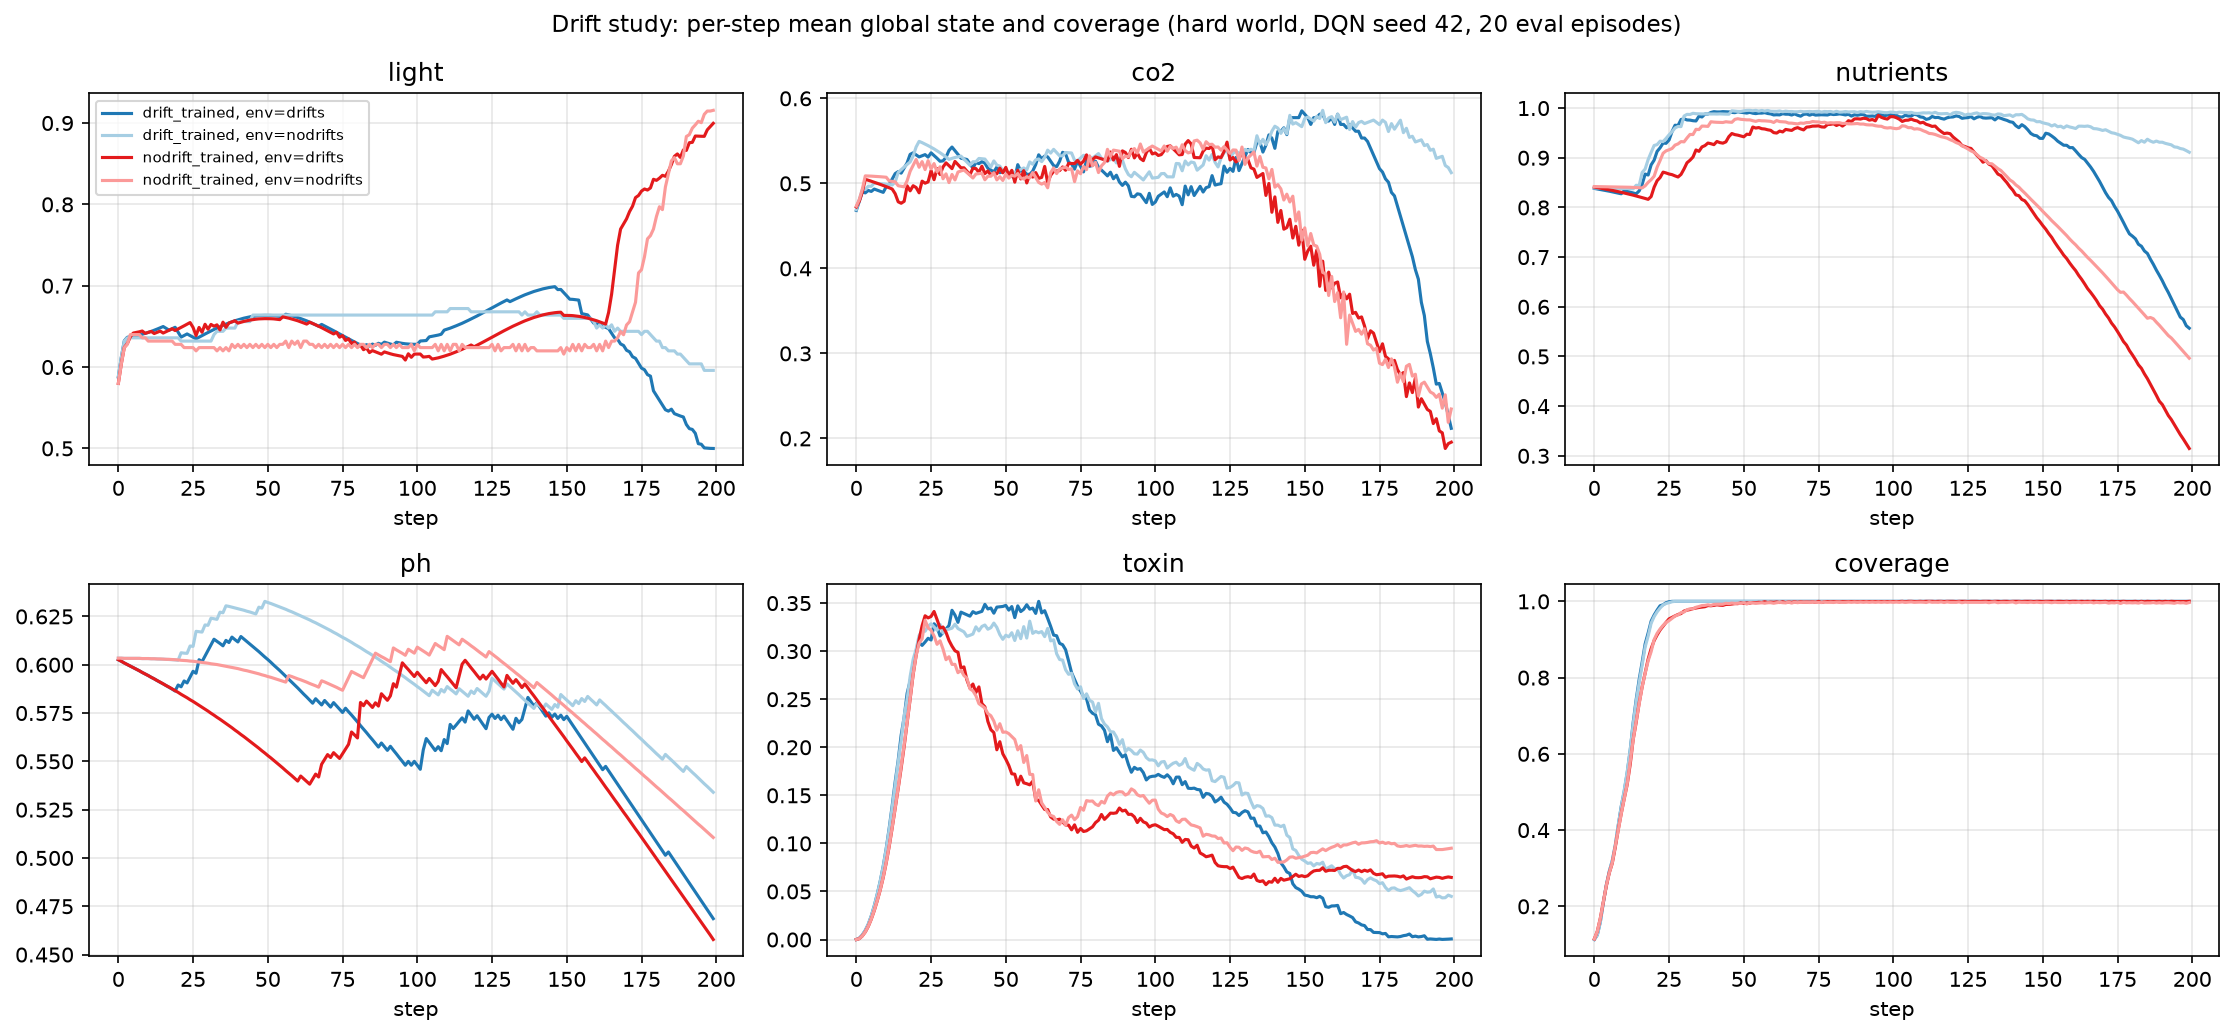 Drift study: per-step mean global state and coverage (hard world, DQN seed 42, 20 eval episodes)
light
drift_trained, env=drifts
drift_trained, env=nodrifts
nodrift_trained, env=drifts
nodrift_trained, env=nodrifts
0.9
0.8
0.7
0.6
0.5
0 25 50 75 100 125 150 175 200
step
co2
0.6
0.5
0.4
0.3
0.2
0 25 50 75 100 125 150 175 200
step
nutrients
1.0
0.9
0.8
0.7
0.6
0.5
0.4
0.3
0 25 50 75 100 125 150 175 200
step
ph
0.625
0.600
0.575
0.550
0.525
0.500
0.475
0.450
0 25 50 75 100 125 150 175 200
step
toxin
0.35
0.30
0.25
0.20
0.15
0.10
0.05
0.00
0 25 50 75 100 125 150 175 200
step
coverage
1.0
0.8
0.6
0.4
0.2
0 25 50 75 100 125 150 175 200
step